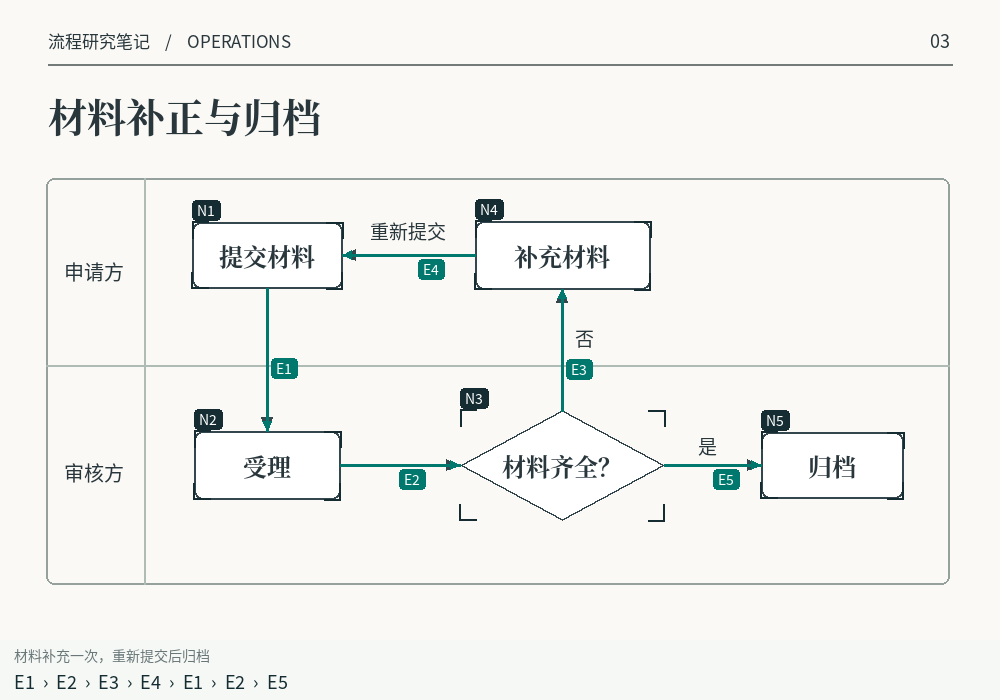 流程研究笔记 / OPERATIONS
03
材料补正与归档
申请方
N1
提交材料
重新提交
E4
N4
补充材料
E1
否
E3
审核方
N2
受理
E2
N3
材料齐全?
是
E5
N5
归档
材料补充一次，重新提交后归档
E1 › E2 › E3 › E4 › E1 › E2 › E5